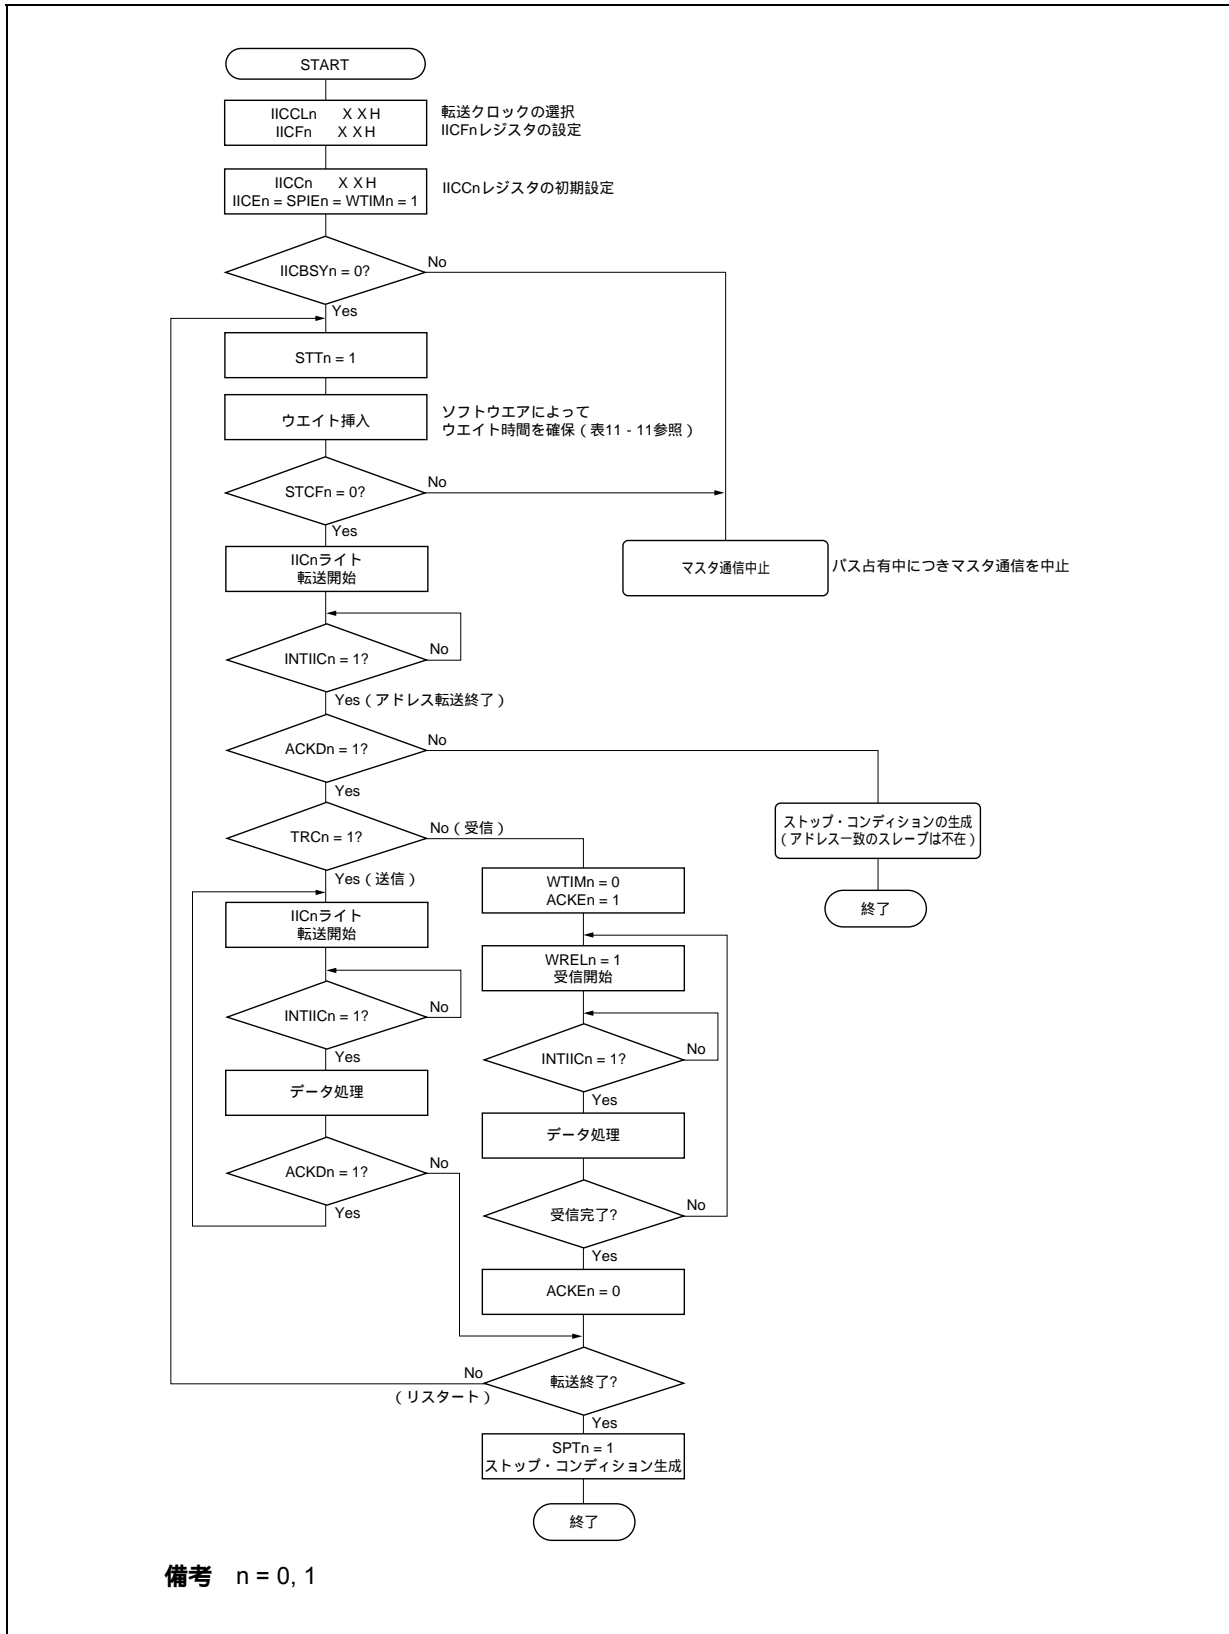 START
IICCLn  X X H
IICFn  X X H
転送クロックの選択
IICFnレジスタの設定
IICCn  X X H
IICEn = SPIEn = WTIMn = 1
IICCnレジスタの初期設定
IICBSYn = 0?
No
Yes
STTn = 1
ウエイト挿入
ソフトウエアによって
ウエイト時間を確保（表11 - 11参照）
STCFn = 0?
No
Yes
IICnライト
転送開始
マスタ通信中止
バス占有中につきマスタ通信を中止
INTIICn = 1?
No
Yes（アドレス転送終了）
ACKDn = 1?
No
Yes
ストップ・コンディションの生成
（アドレス一致のスレーブは不在）
終了
TRCn = 1?
No（受信）
Yes（送信）
WTIMn = 0
ACKEn = 1
IICnライト
転送開始
WRELn = 1
受信開始
INTIICn = 1?
No
Yes
INTIICn = 1?
No
Yes
データ処理
データ処理
ACKDn = 1?
No
Yes
受信完了?
No
Yes
ACKEn = 0
転送終了?
No
（リスタート）
Yes
SPTn = 1
ストップ・コンディション生成
終了
備考 n = 0, 1